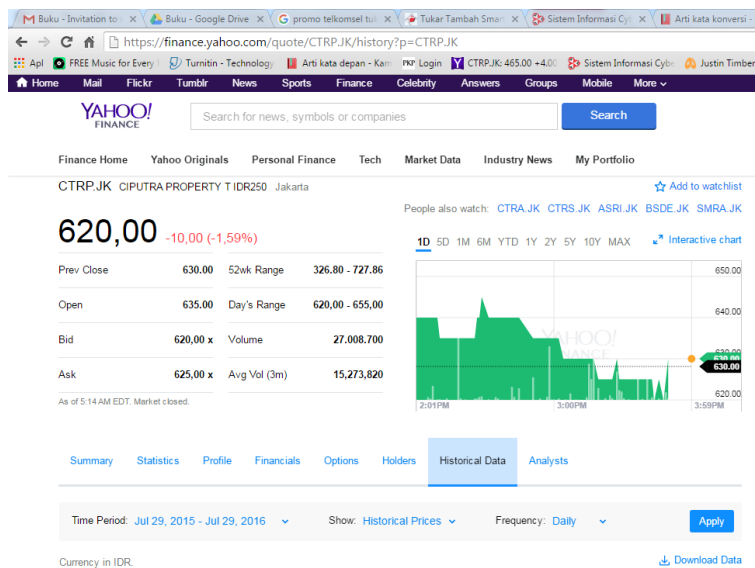 Buku - Invitation to
Buku - Google Drive
promo telkomsel tuk
Tukar Tambah Smar
Sistem Informasi Cyb
Arti kata konversi -
https://finance.yahoo.com/quote/CTRP.JK/history?p=CTRP.JK
Apl
FREE Music for Every
Turnitin - Technology
Arti kata depan - Kam
PKP Login
CTRP.JK: 465.00 +4.00
Sistem Informasi Cybe
Justin Timber
Home Mail Flickr Tumblr News Sports Finance Celebrity Answers Groups Mobile More
YAHOO!
FINANCE
Search for news, symbols or companies
Search
Finance Home Yahoo Originals Personal Finance Tech Market Data Industry News My Portfolio
CTRP.JK CIPUTRA PROPERTY T IDR250 Jakarta
Add to watchlist
People also watch: CTRA.JK CTRS.JK ASRI.JK BSDE.JK SMRA.JK
620,00 -10,00 (-1,59%)
1D 5D 1M 6M YTD 1Y 2Y 5Y 10Y MAX
Interactive chart
Prev Close 630.00
52wk Range 326.80 - 727.86
Open 635.00
Day's Range 620,00 - 655,00
Bid 620,00 x
Volume 27.008.700
Ask 625,00 x
Avg Vol (3m) 15,273,820
As of 5:14 AM EDT. Market closed.
650.00
640.00
YAHOO!
FINANCE
630.00
630.00
620.00
2:01PM 3:00PM 3:59PM
Summary Statistics Profile Financials Options Holders Historical Data Analysts
Time Period: Jul 29, 2015 - Jul 29, 2016
Show: Historical Prices
Frequency: Daily
Apply
Currency in IDR.
Download Data